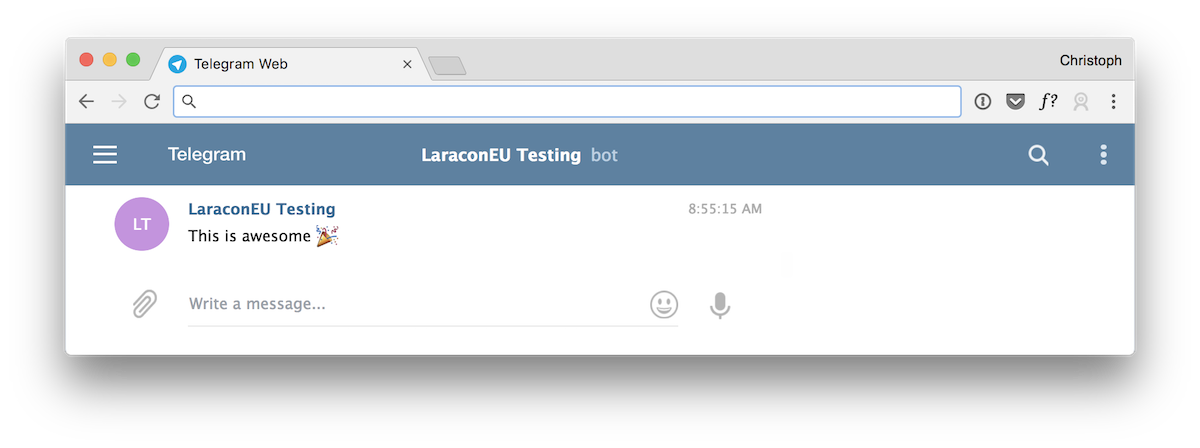 Telegram Web
Christoph
f?
Telegram
LaraconEU Testing bot
LT
LaraconEU Testing
8:55:15 AM
This is awesome 🎉
Write a message...